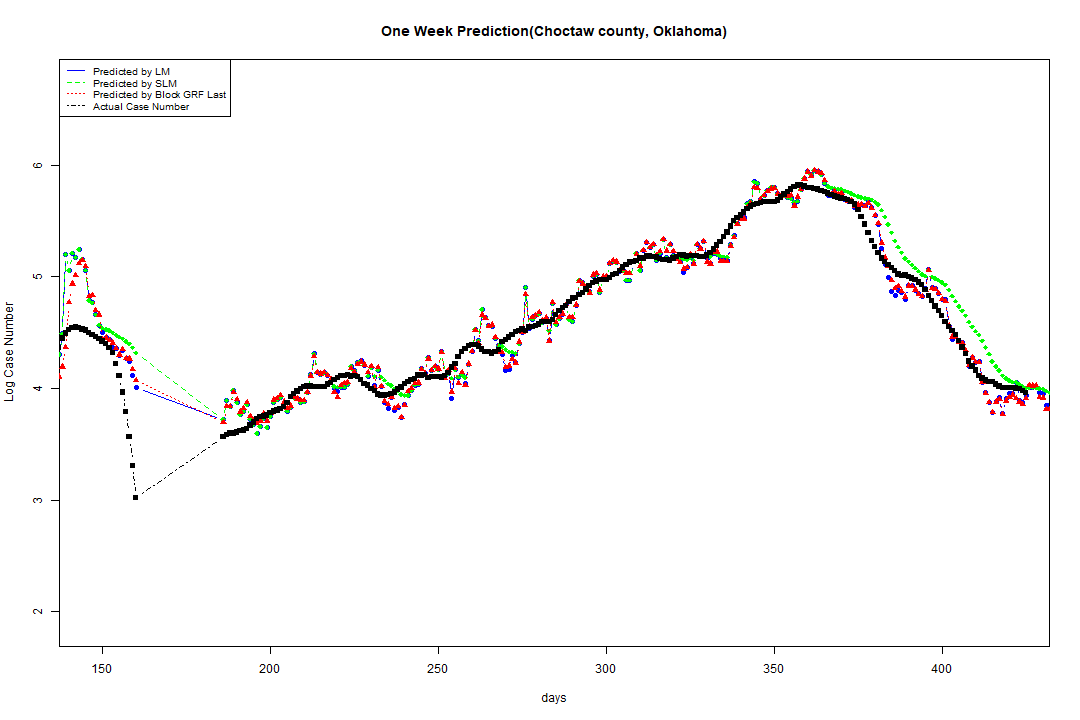 One Week Prediction(Choctaw county, Oklahoma)
Predicted by LM
Predicted by SLM
Predicted by Block GRF Last
Actual Case Number
Log Case Number
6
5
4
3
2
150 200 250 300 350 400
days